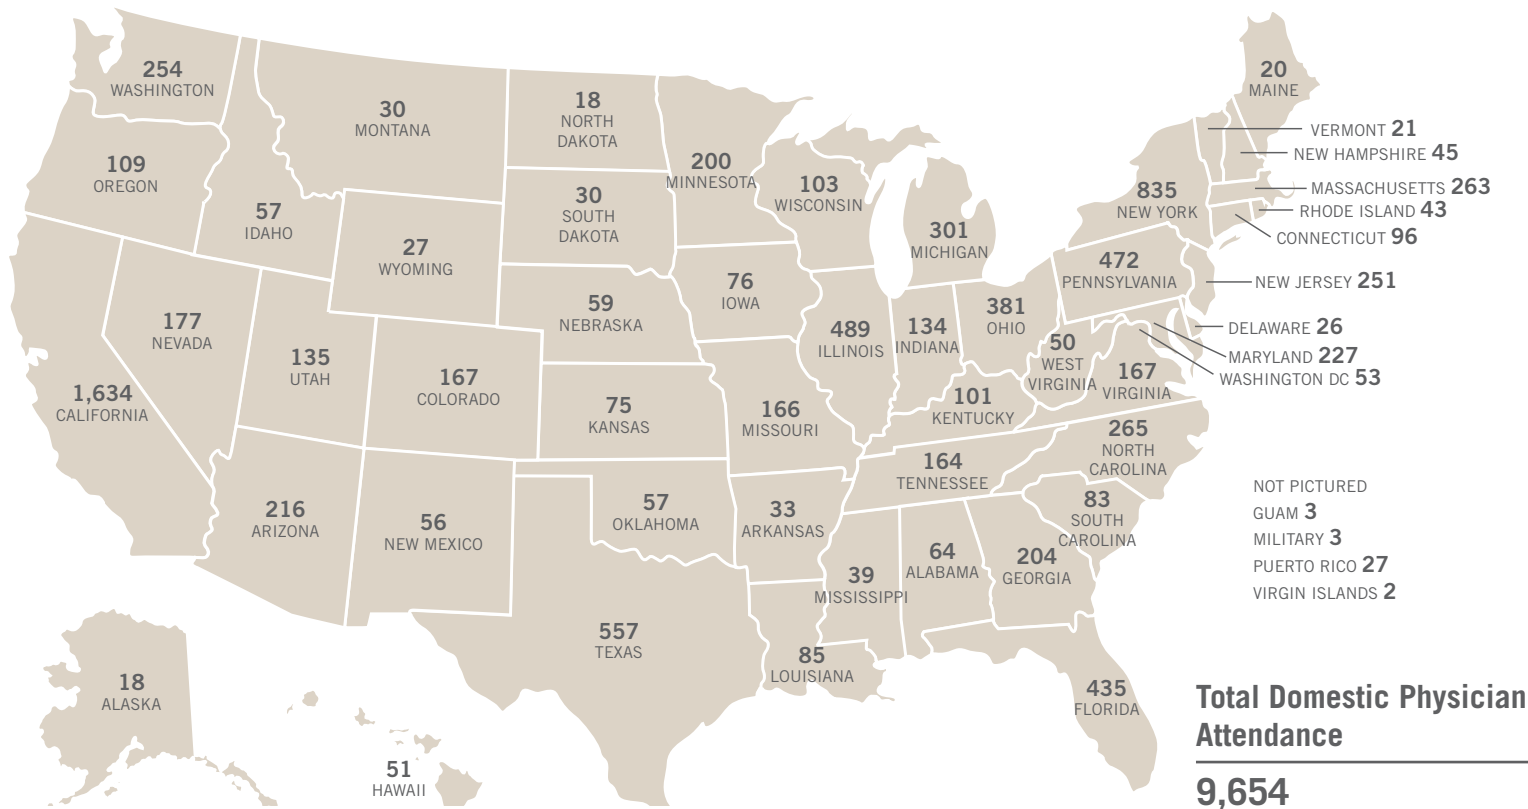 254
WASHINGTON
109
OREGON
57
IDAHO
30
MONTANA
27
WYOMING
18
NORTH
DAKOTA
30
SOUTH
DAKOTA
59
NEBRASKA
75
KANSAS
200
MINNESOTA
76
IOWA
166
MISSOURI
103
WISCONSIN
489
ILLINOIS
301
MICHIGAN
134
INDIANA
381
OHIO
101
KENTUCKY
50
WEST
VIRGINIA
167
VIRGINIA
472
PENNSYLVANIA
835
NEW YORK
20
MAINE
VERMONT 21
NEW HAMPSHIRE 45
MASSACHUSETTS 263
RHODE ISLAND 43
CONNECTICUT 96
NEW JERSEY 251
DELAWARE 26
MARYLAND 227
WASHINGTON DC 53
1,634
CALIFORNIA
177
NEVADA
135
UTAH
167
COLORADO
216
ARIZONA
56
NEW MEXICO
57
OKLAHOMA
557
TEXAS
33
ARKANSAS
85
LOUISIANA
39
MISSISSIPPI
64
ALABAMA
164
TENNESSEE
265
NORTH
CAROLINA
83
SOUTH
CAROLINA
204
GEORGIA
435
FLORIDA
18
ALASKA
51
HAWAII
NOT PICTURED
GUAM 3
MILITARY 3
PUERTO RICO 27
VIRGIN ISLANDS 2
Total Domestic Physician
Attendance
9,654